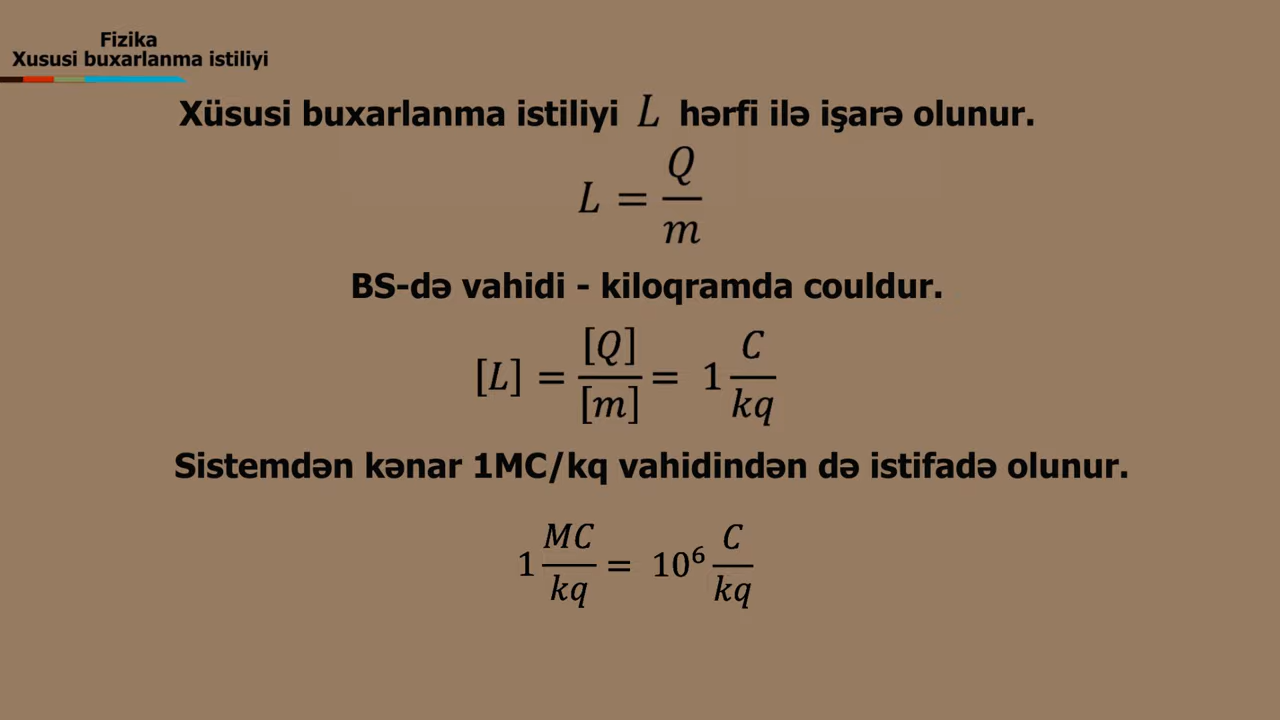 Fizika
Xususi buxarlanma istiliyi
Xüsusi buxarlanma istiliyi L hərfi ilə işarə olunur.
L = Q/m
BS-də vahidi - kiloqramda couldur.
[L] = [Q]/[m] = 1 C/kq
Sistemdən kənar 1MC/kq vahidindən də istifadə olunur.
1 MC/kq = 10⁶ C/kq